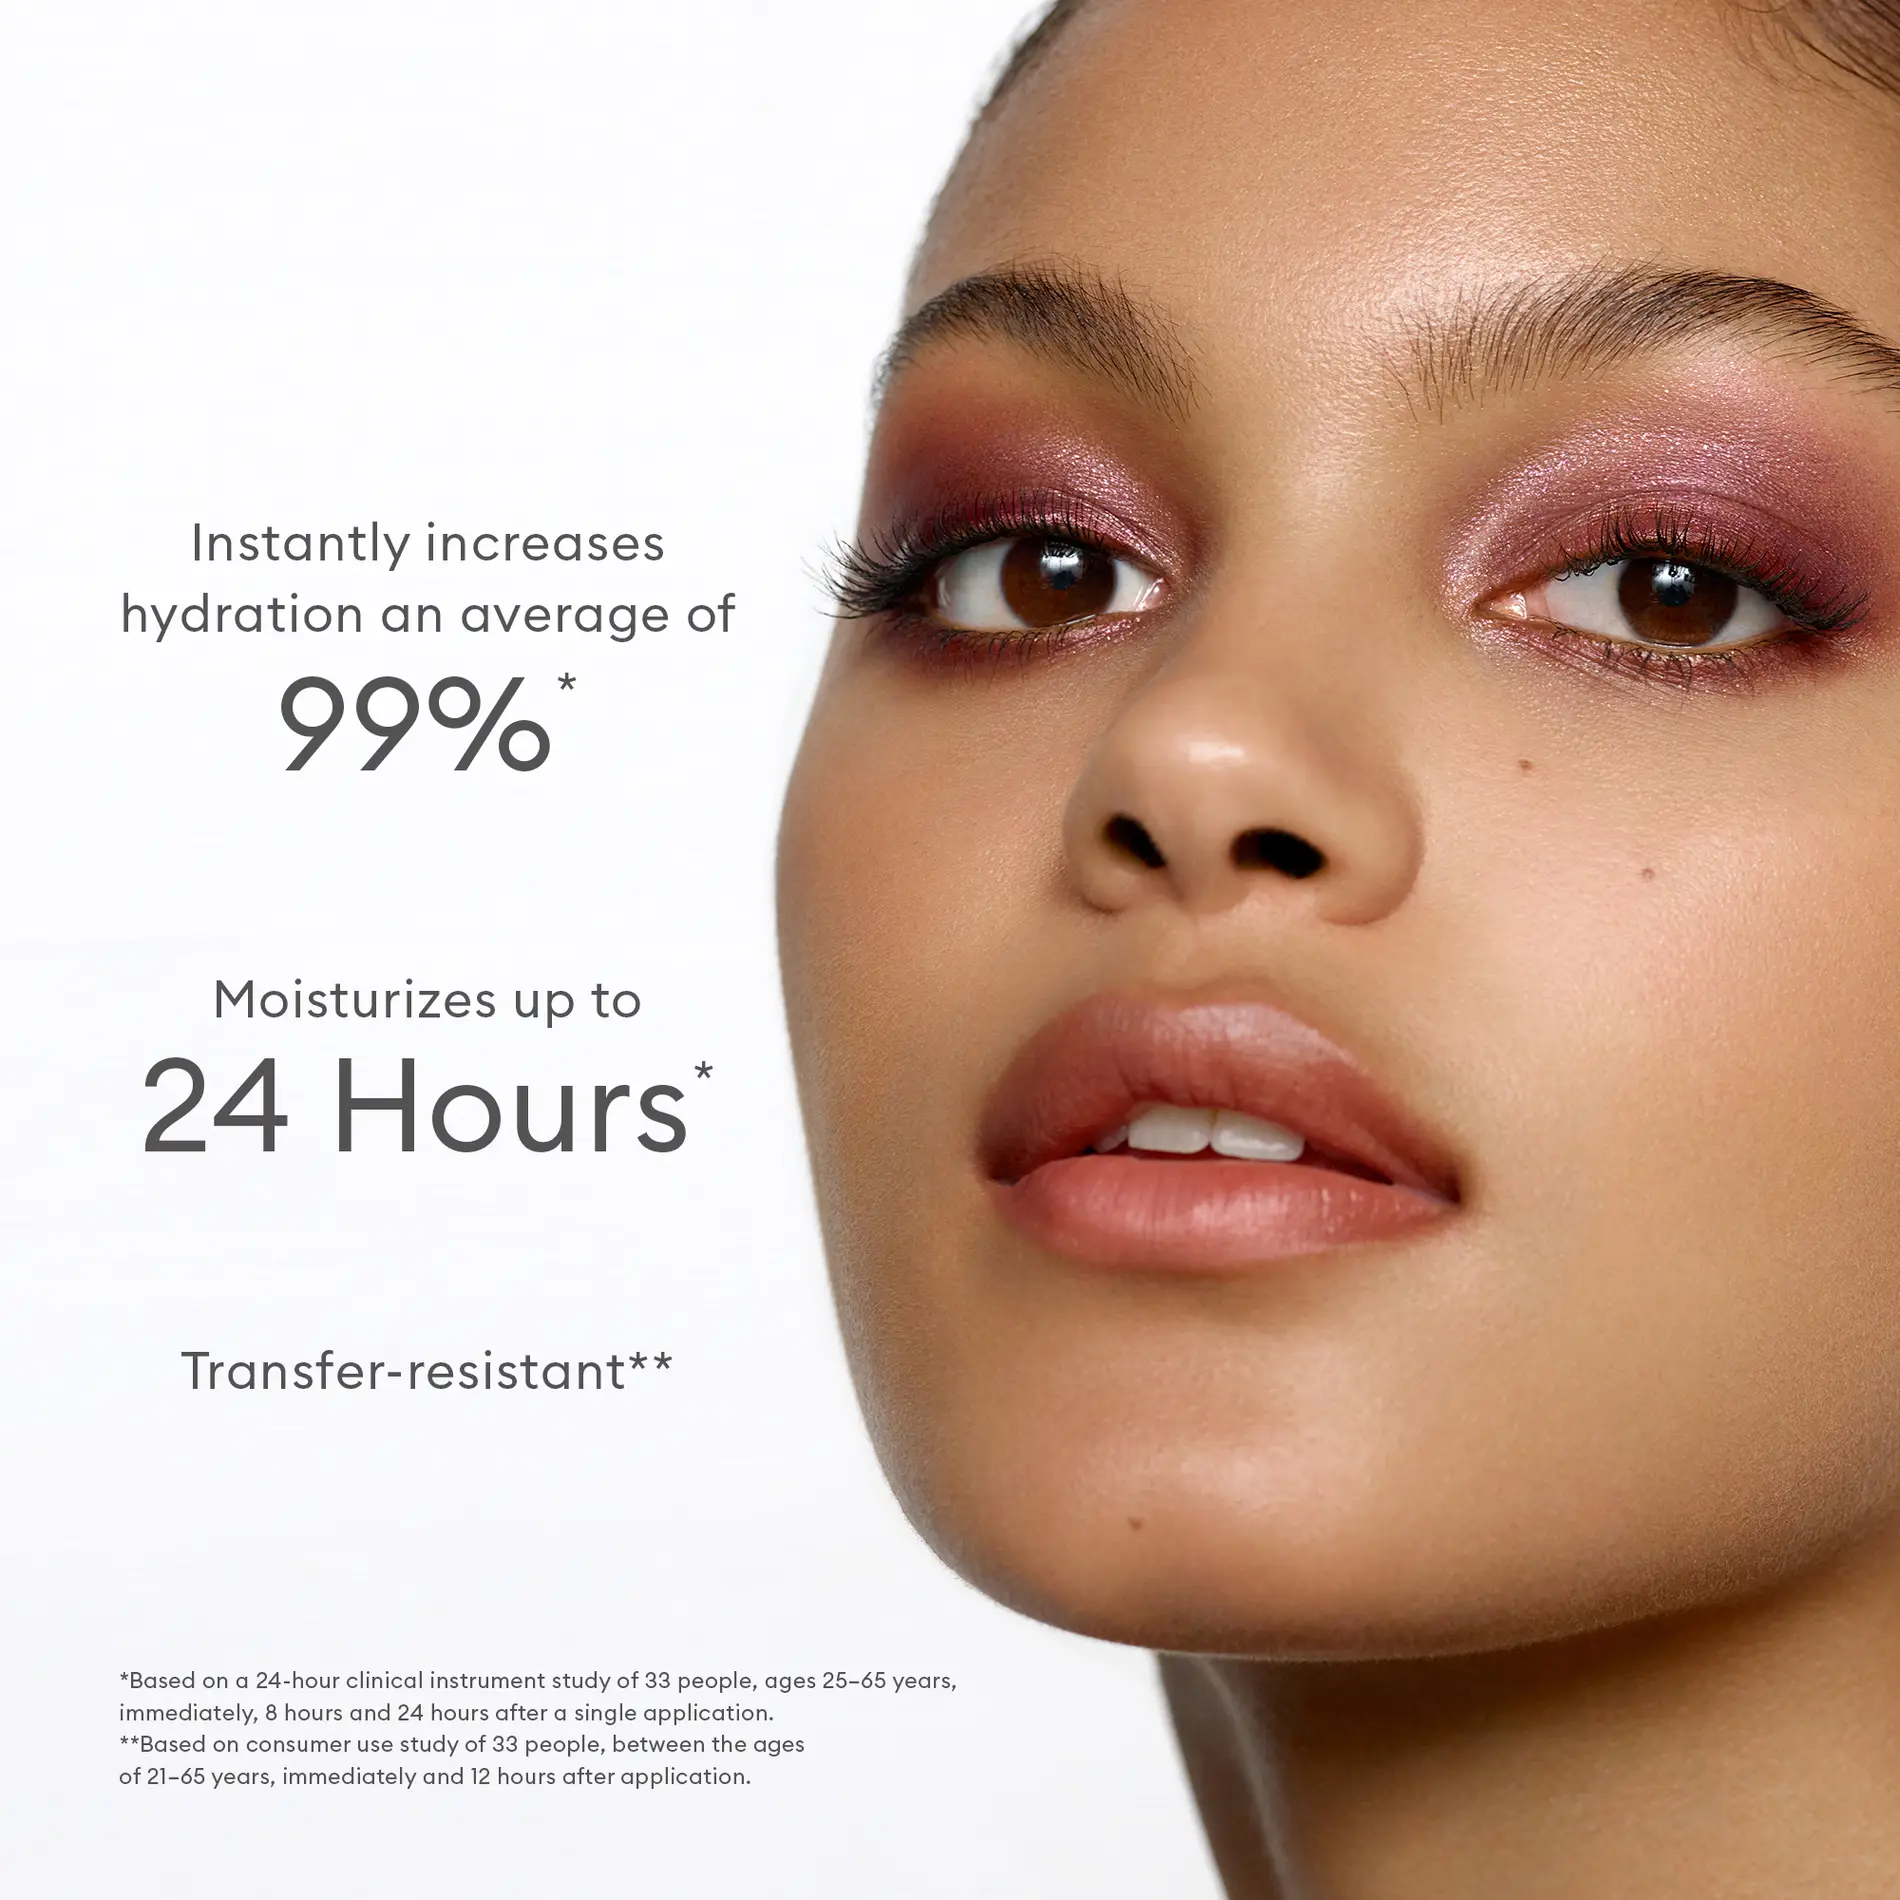 Instantly increases
hydration an average of
99%*
Moisturizes up to
24 Hours*
Transfer-resistant**
*Based on a 24-hour clinical instrument study of 33 people, ages 25–65 years,
immediately, 8 hours and 24 hours after a single application.
**Based on consumer use study of 33 people, between the ages
of 21–65 years, immediately and 12 hours after application.